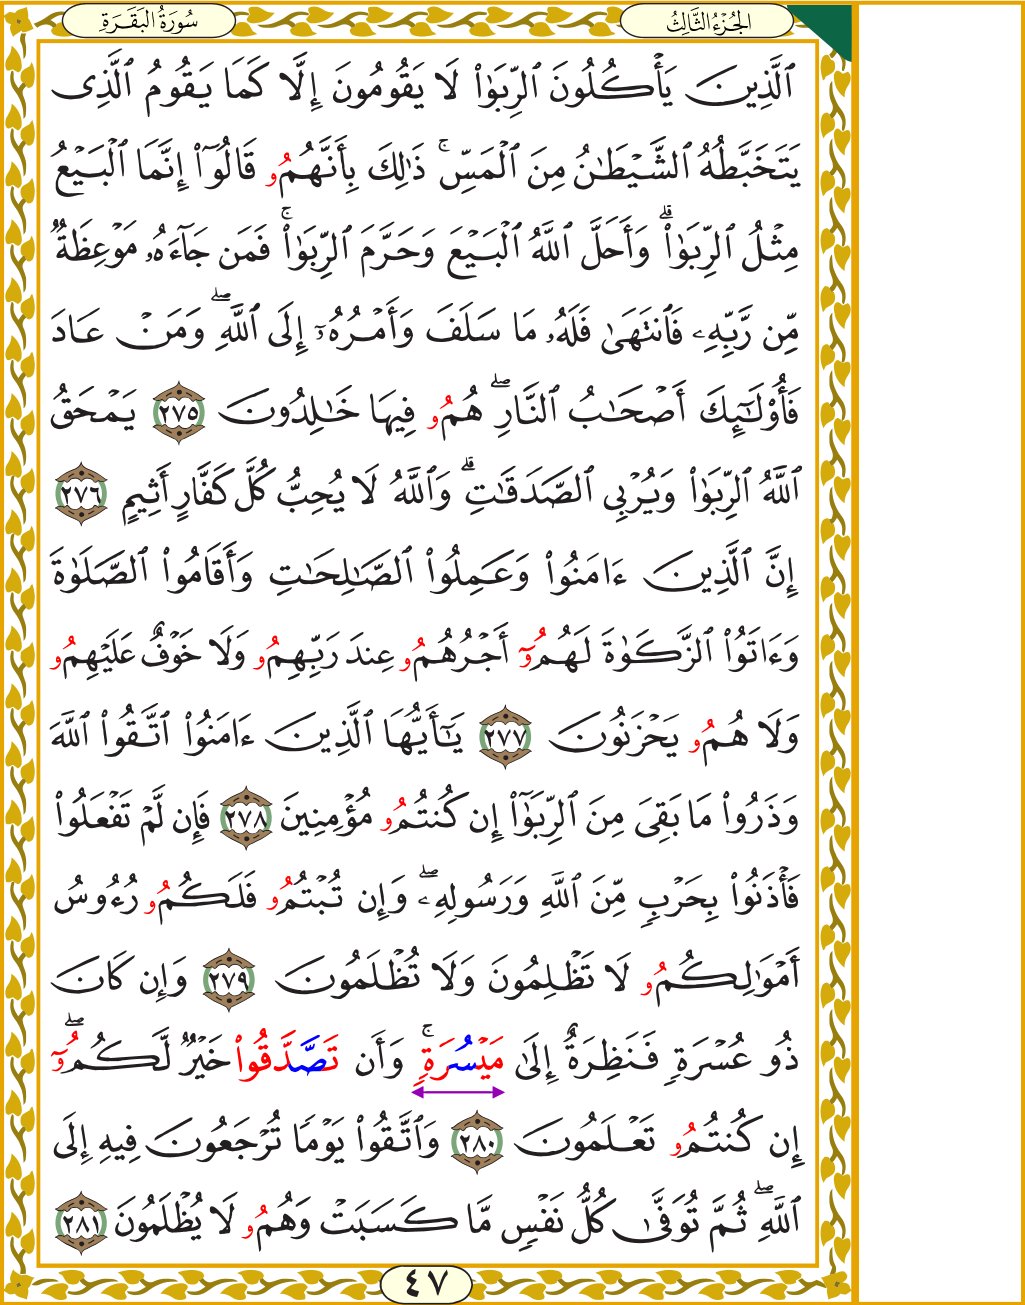 الجُزْءُ الثَّالِثُ
سُورَةُ البَقَرَةِ
ٱلَّذِينَ يَأۡكُلُونَ ٱلرِّبَوٰاْ لَا يَقُومُونَ إِلَّا كَمَا يَقُومُ ٱلَّذِى
يَتَخَبَّطُهُ ٱلشَّيۡطَٰنُ مِنَ ٱلۡمَسِّۚ ذَٰلِكَ بِأَنَّهُمُو قَالُوٓاْ إِنَّمَا ٱلۡبَيۡعُ
مِثۡلُ ٱلرِّبَوٰاْۗ وَأَحَلَّ ٱللَّهُ ٱلۡبَيۡعَ وَحَرَّمَ ٱلرِّبَوٰاْۚ فَمَن جَآءَهُۥ مَوۡعِظَةٌ
مِّن رَّبِّهِۦ فَٱنتَهَىٰ فَلَهُۥ مَا سَلَفَ وَأَمۡرُهُۥٓ إِلَى ٱللَّهِۖ وَمَنۡ عَادَ
فَأُوْلَٰٓئِكَ أَصۡحَٰبُ ٱلنَّارِۖ هُمُو فِيهَا خَٰلِدُونَ ٢٧٥ يَمۡحَقُ
ٱللَّهُ ٱلرِّبَوٰاْ وَيُرۡبِى ٱلصَّدَقَٰتِۗ وَٱللَّهُ لَا يُحِبُّ كُلَّ كَفَّارٍ أَثِيمٍ ٢٧٦
إِنَّ ٱلَّذِينَ ءَامَنُواْ وَعَمِلُواْ ٱلصَّٰلِحَٰتِ وَأَقَامُواْ ٱلصَّلَوٰةَ
وَءَاتَوُاْ ٱلزَّكَوٰةَ لَهُمُوٓ أَجۡرُهُمُو عِندَ رَبِّهِمُو وَلَا خَوۡفٌ عَلَيۡهِمُو
وَلَا هُمُو يَحۡزَنُونَ ٢٧٧ يَٰٓأَيُّهَا ٱلَّذِينَ ءَامَنُواْ ٱتَّقُواْ ٱللَّهَ
وَذَرُواْ مَا بَقِىَ مِنَ ٱلرِّبَوٰٓاْ إِن كُنتُمُو مُؤۡمِنِينَ ٢٧٨ فَإِن لَّمۡ تَفۡعَلُواْ
فَأۡذَنُواْ بِحَرۡبٍ مِّنَ ٱللَّهِ وَرَسُولِهِۦۖ وَإِن تُبۡتُمُو فَلَكُمُو رُءُوسُ
أَمۡوَٰلِكُمُو لَا تَظۡلِمُونَ وَلَا تُظۡلَمُونَ ٢٧٩ وَإِن كَانَ
ذُو عُسۡرَةٍ فَنَظِرَةٌ إِلَىٰ مَيۡسُرَةٍۚ وَأَن تَصَّدَّقُواْ خَيۡرٌ لَّكُمُوٓۖ
إِن كُنتُمُو تَعۡلَمُونَ ٢٨٠ وَٱتَّقُواْ يَوۡمًا تُرۡجَعُونَ فِيهِ إِلَى
ٱللَّهِۖ ثُمَّ تُوَفَّىٰ كُلُّ نَفۡسٍ مَّا كَسَبَتۡ وَهُمُو لَا يُظۡلَمُونَ ٢٨١
٤٧